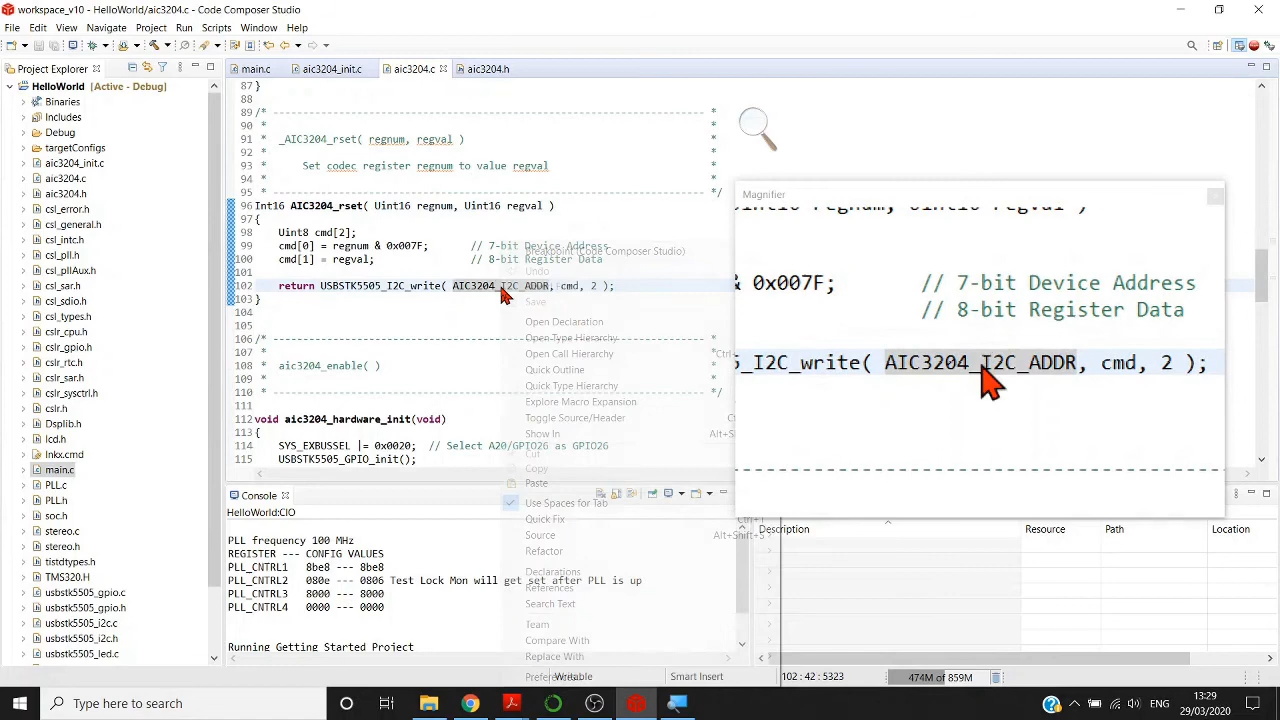 workspace_v10 - HelloWorld/aic3204.c - Code Composer Studio
File Edit View Navigate Project Run Scripts Window Help
Project Explorer
main.c aic3204_init.c aic3204.c aic3204.h
HelloWorld [Active - Debug]
Binaries
Includes
Debug
targetConfigs
aic3204_init.c
aic3204.c
aic3204.h
csl_error.h
csl_general.h
csl_intc.h
csl_pll.h
csl_pllAux.h
csl_sar.h
csl_sdio.h
csl_sysctrl.h
cslr_cpu.h
cslr_gpio.h
cslr_sar.h
cslr_sysctrl.h
cslr.h
Dsplib.h
lcd.h
lnkx.cmd
main.c
PLL.c
PLL.h
soc.h
stereo.c
stereo.h
tistdtypes.h
TMS320.H
usbstk5505_gpio.c
usbstk5505_gpio.h
usbstk5505_i2c.c
usbstk5505_i2c.h
usbstk5505_led.c
87 }
88
89 /* ------------------------------------------------------------------------ *
90 * *
91 * _AIC3204_rset( regnum, regval ) *
92 * *
93 * Set codec register regnum to value regval *
94 * *
95 * ------------------------------------------------------------------------ */
96 Int16 AIC3204_rset( Uint16 regnum, Uint16 regval )
97 {
98 Uint8 cmd[2];
99 cmd[0] = regnum & 0x007F; // 7-bit Device Address
100 cmd[1] = regval; // 8-bit Register Data
101
102 return USBSTK5505_I2C_write( AIC3204_I2C_ADDR, cmd, 2 );
103 }
104
105
106 /* ------------------------------------------------------------------------ *
107 * *
108 * aic3204_enable( ) *
109 * *
110 * ------------------------------------------------------------------------ */
111
112 void aic3204_hardware_init(void)
113 {
114 SYS_EXBUSSEL |= 0x0020; // Select A20/GPIO26 as GPIO26
115 USBSTK5505_GPIO_init();
Breakpoint (Code Composer Studio)
Undo
Save
Open Declaration
Open Type Hierarchy
Open Call Hierarchy Ctrl+
Quick Outline
Quick Type Hierarchy
Explore Macro Expansion
Toggle Source/Header
Show In Alt+Shi
Cut
Copy
Paste
Use Spaces for Tab
Quick Fix
Source Alt+Shift+S
Refactor
Declarations
References
Search Text
Team
Compare With
Replace With
Preferences
Magnifier
& 0x007F; // 7-bit Device Address
// 8-bit Register Data
_I2C_write( AIC3204_I2C_ADDR, cmd, 2 );
Console
HelloWorld:CIO
PLL frequency 100 MHz
REGISTER --- CONFIG VALUES
PLL_CNTRL1 8be8 --- 8be8
PLL_CNTRL2 080e --- 0806 Test Lock Mon will get set after PLL is up
PLL_CNTRL3 8000 --- 8000
PLL_CNTRL4 0000 --- 0000
Running Getting Started Project
Description Resource Path Location
Writable Smart Insert 102 : 42 : 5323 474M of 859M
Type here to search
ENG 13:29
29/03/2020